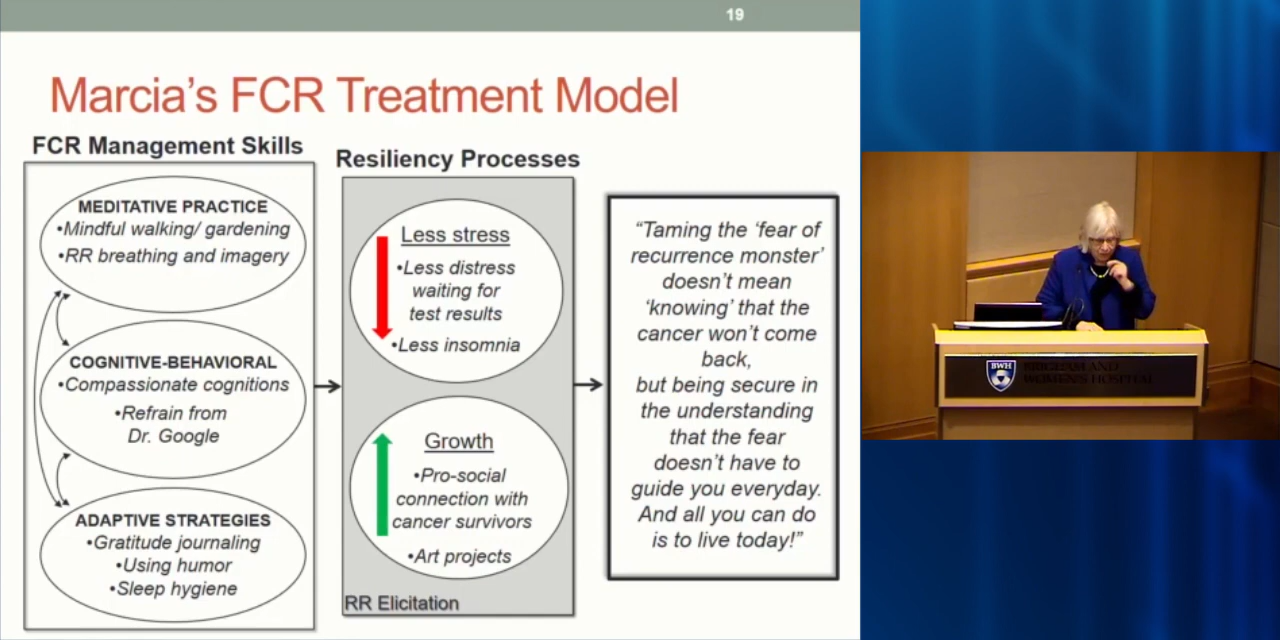 19
Marcia’s FCR Treatment Model
FCR Management Skills
MEDITATIVE PRACTICE
•Mindful walking/ gardening
•RR breathing and imagery
COGNITIVE-BEHAVIORAL
•Compassionate cognitions
•Refrain from
Dr. Google
ADAPTIVE STRATEGIES
•Gratitude journaling
•Using humor
•Sleep hygiene
Resiliency Processes
Less stress
•Less distress
waiting for
test results
•Less insomnia
Growth
•Pro-social
connection with
cancer survivors
•Art projects
RR Elicitation
“Taming the ‘fear of
recurrence monster’
doesn’t mean
‘knowing’ that the
cancer won’t come
back,
but being secure in
the understanding
that the fear
doesn’t have to
guide you everyday.
And all you can do
is to live today!”
BWH
BRIGHAM AND
WOMEN'S HOSPITAL